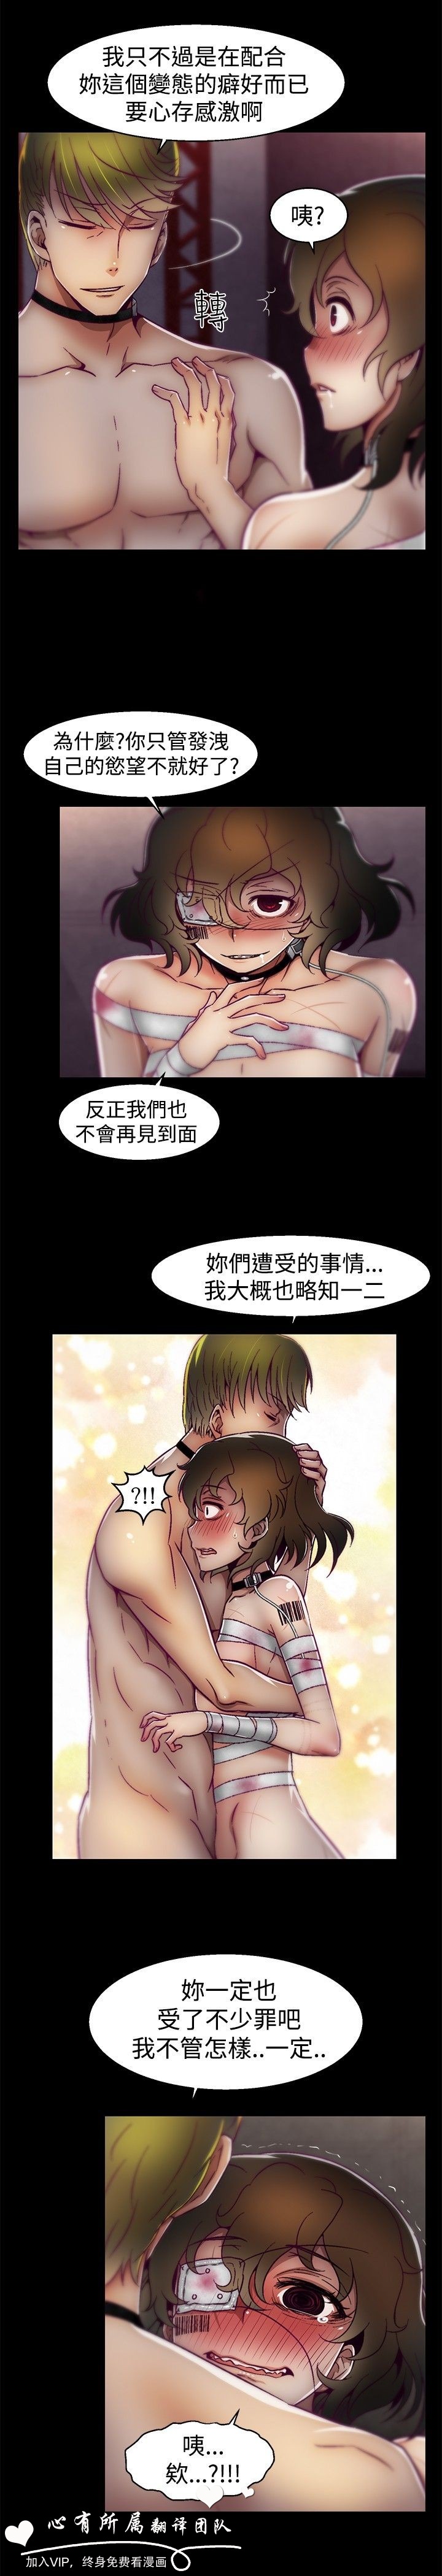 我只不過是在配合
妳這個變態的癖好而已
要心存感激啊
咦?
轉
為什麼?你只管發洩
自己的慾望不就好了?
反正我們也
不會再見到面
妳們遭受的事情...
我大概也略知一二
?!!
妳一定也
受了不少罪吧
我不管怎樣..一定..
咦...
欸...?!!!
心有所属翻译团队
加入VIP，终身免费看漫画